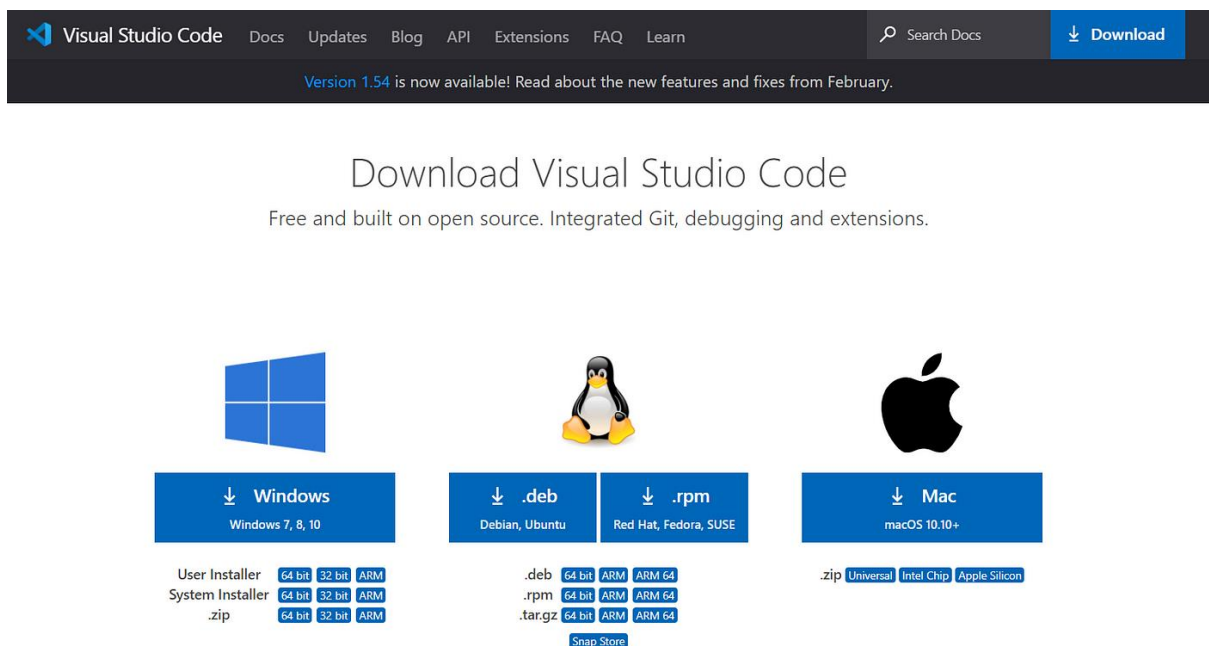 Visual Studio Code Docs Updates Blog API Extensions FAQ Learn Search Docs Download
Version 1.54 is now available! Read about the new features and fixes from February.
Download Visual Studio Code
Free and built on open source. Integrated Git, debugging and extensions.
Windows
Windows 7, 8, 10
User Installer 64 bit 32 bit ARM
System Installer 64 bit 32 bit ARM
.zip 64 bit 32 bit ARM
.deb
Debian, Ubuntu
.rpm
Red Hat, Fedora, SUSE
.deb 64 bit ARM ARM 64
.rpm 64 bit ARM ARM 64
.tar.gz 64 bit ARM ARM 64
Snap Store
Mac
macOS 10.10+
.zip Universal Intel Chip Apple Silicon